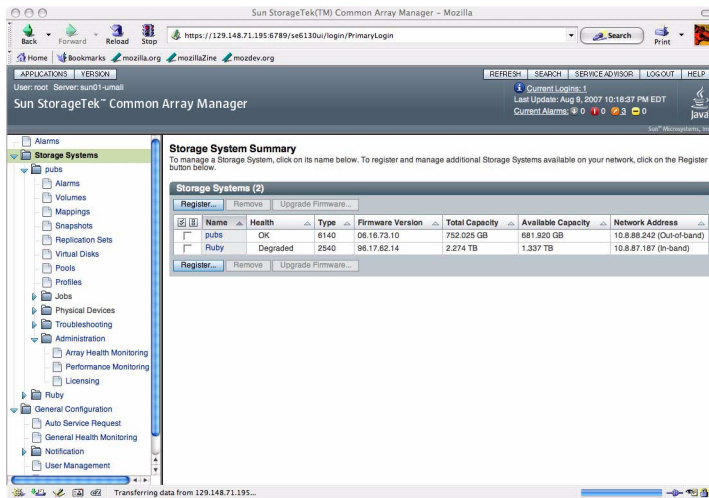 Sun StorageTek(TM) Common Array Manager – Mozilla
Back Forward Reload Stop
https://129.148.71.195:6789/se6130ui/login/PrimaryLogin
Search
Print
Home Bookmarks mozilla.org mozillaZine mozdev.org
APPLICATIONS VERSION
REFRESH SEARCH SERVICE ADVISOR LOG OUT HELP
User: root Server: sun01-umall
Current Logins: 1
Sun StorageTek™ Common Array Manager
Last Update: Aug 9, 2007 10:18:37 PM EDT
Current Alarms: 0 0 3 0
Java
Sun™ Microsystems, Inc
Alarms
Storage Systems
pubs
Alarms
Volumes
Mappings
Snapshots
Replication Sets
Virtual Disks
Pools
Profiles
Jobs
Physical Devices
Troubleshooting
Administration
Array Health Monitoring
Performance Monitoring
Licensing
Ruby
General Configuration
Auto Service Request
General Health Monitoring
Notification
User Management
Storage System Summary
To manage a Storage System, click on its name below. To register and manage additional Storage Systems available on your network, click on the Register
button below.
Storage Systems (2)
Register... Remove Upgrade Firmware...
Name Health Type Firmware Version Total Capacity Available Capacity Network Address
pubs OK 6140 06.16.73.10 752.025 GB 681.920 GB 10.8.88.242 (Out-of-band)
Ruby Degraded 2540 96.17.62.14 2.274 TB 1.337 TB 10.8.87.187 (In-band)
Register... Remove Upgrade Firmware...
Transferring data from 129.148.71.195...